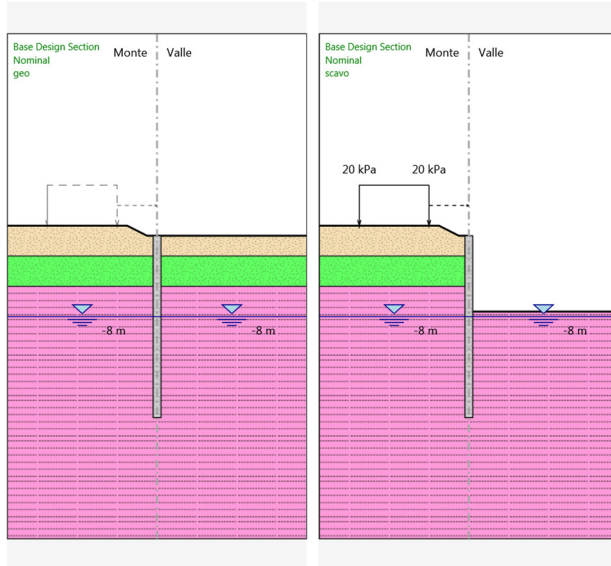 Base Design Section
Nominal
geo
Monte
Valle
-8 m
-8 m
Base Design Section
Nominal
scavo
Monte
Valle
20 kPa
20 kPa
-8 m
-8 m